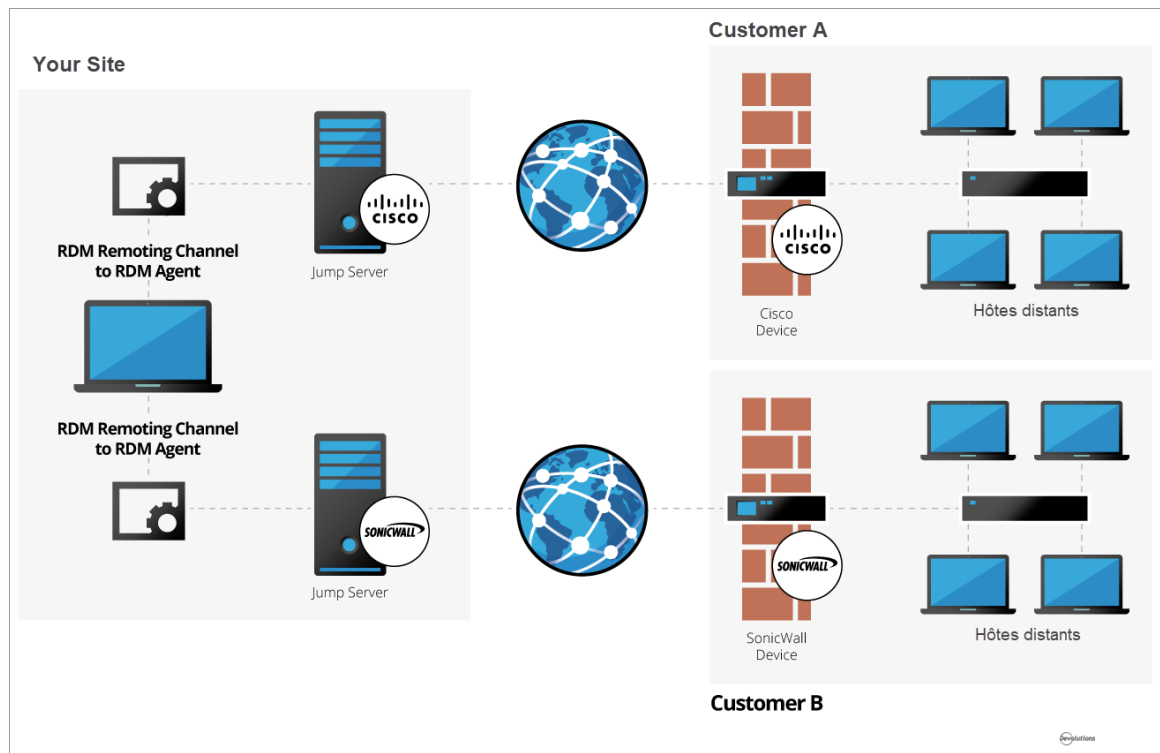 Your Site
RDM Remoting Channel
to RDM Agent
RDM Remoting Channel
to RDM Agent
CISCO
Jump Server
SONICWALL
Jump Server
Customer A
CISCO
Cisco
Device
Hôtes distants
SONICWALL
SonicWall
Device
Hôtes distants
Customer B
Devolutions